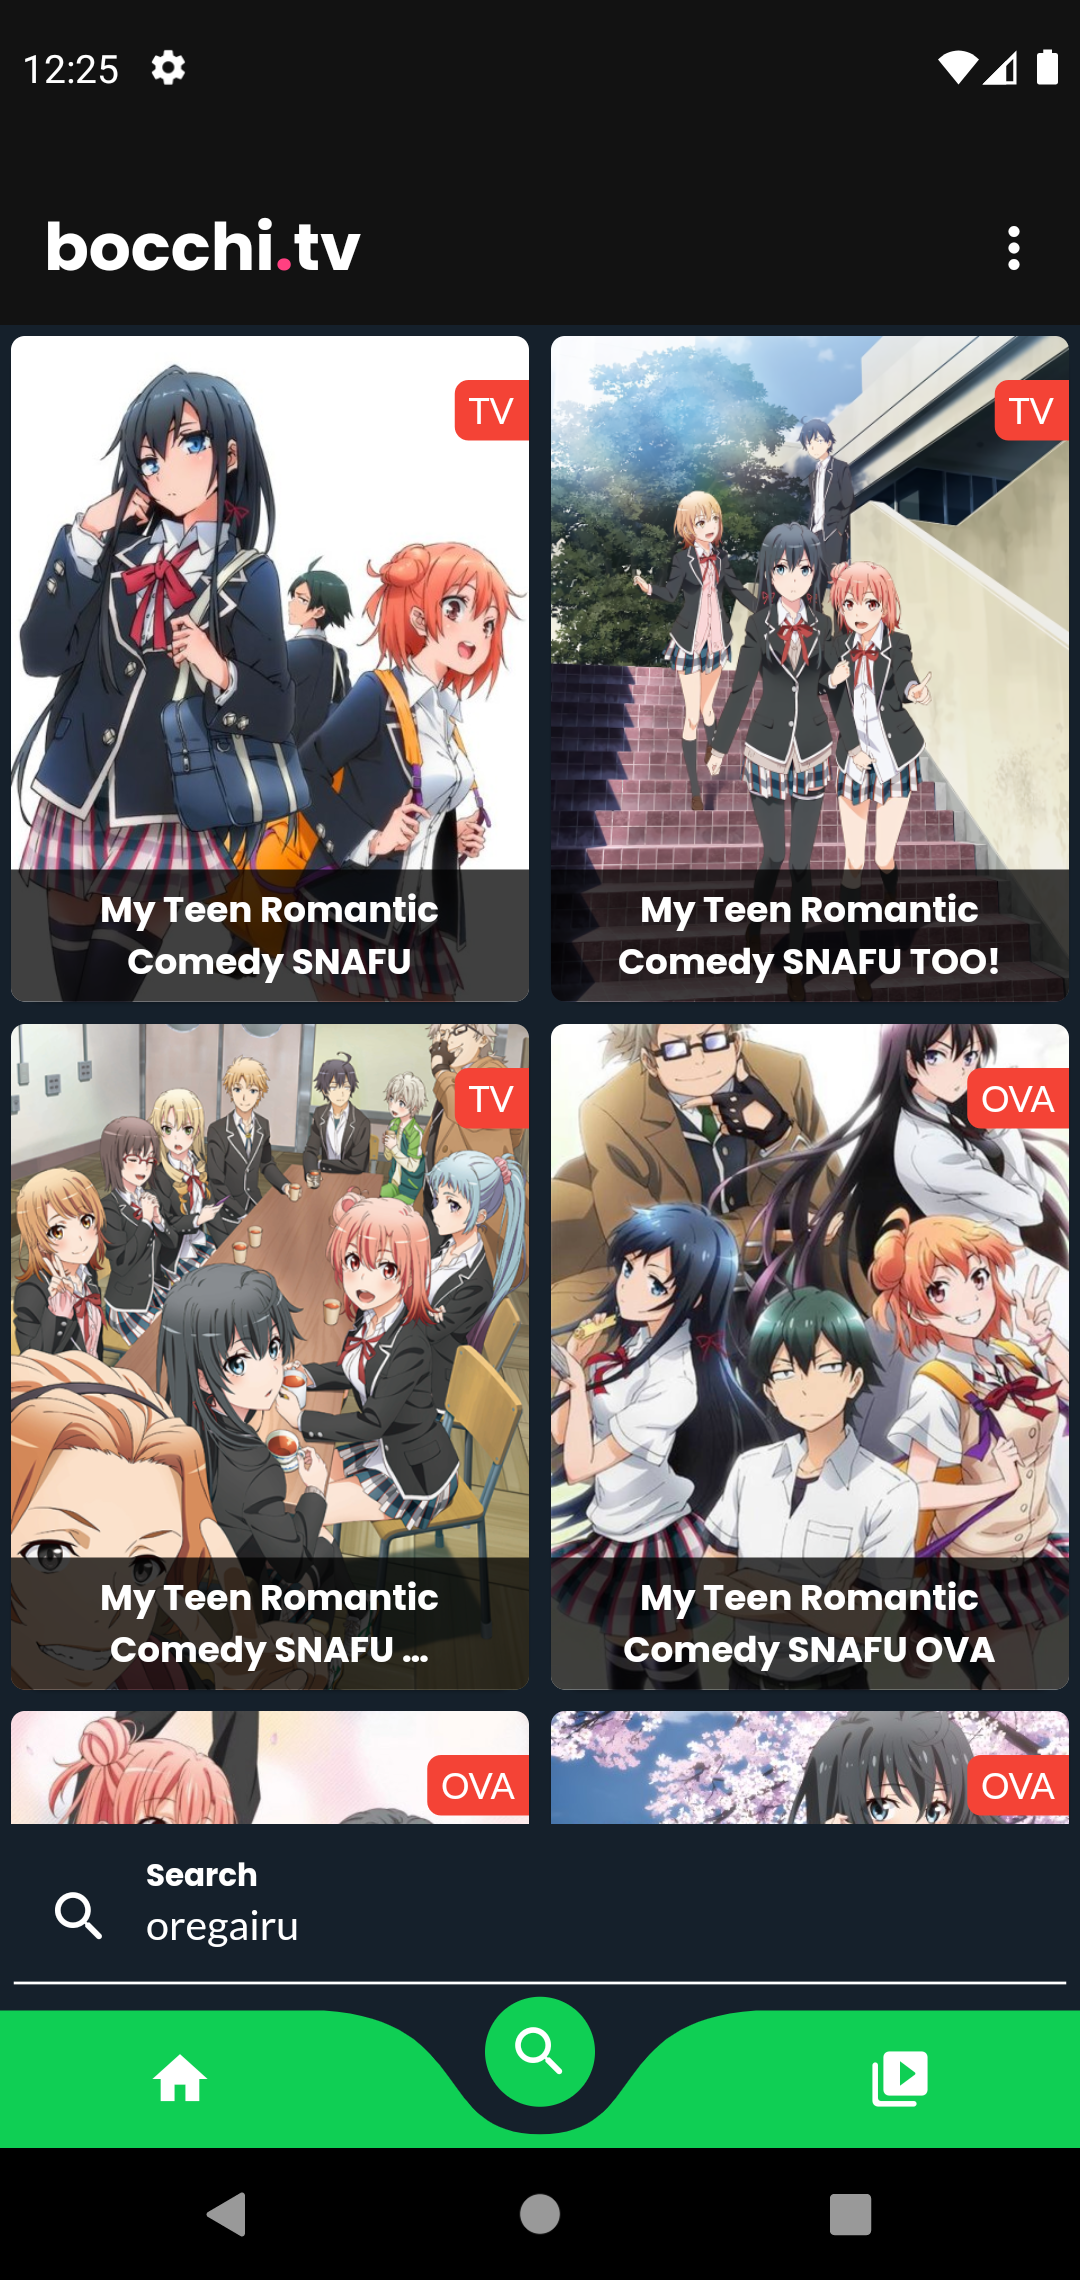 12:25
bocchi.tv
TV
TV
My Teen Romantic
Comedy SNAFU
My Teen Romantic
Comedy SNAFU TOO!
TV
OVA
My Teen Romantic
Comedy SNAFU ...
My Teen Romantic
Comedy SNAFU OVA
OVA
OVA
Search
oregairu